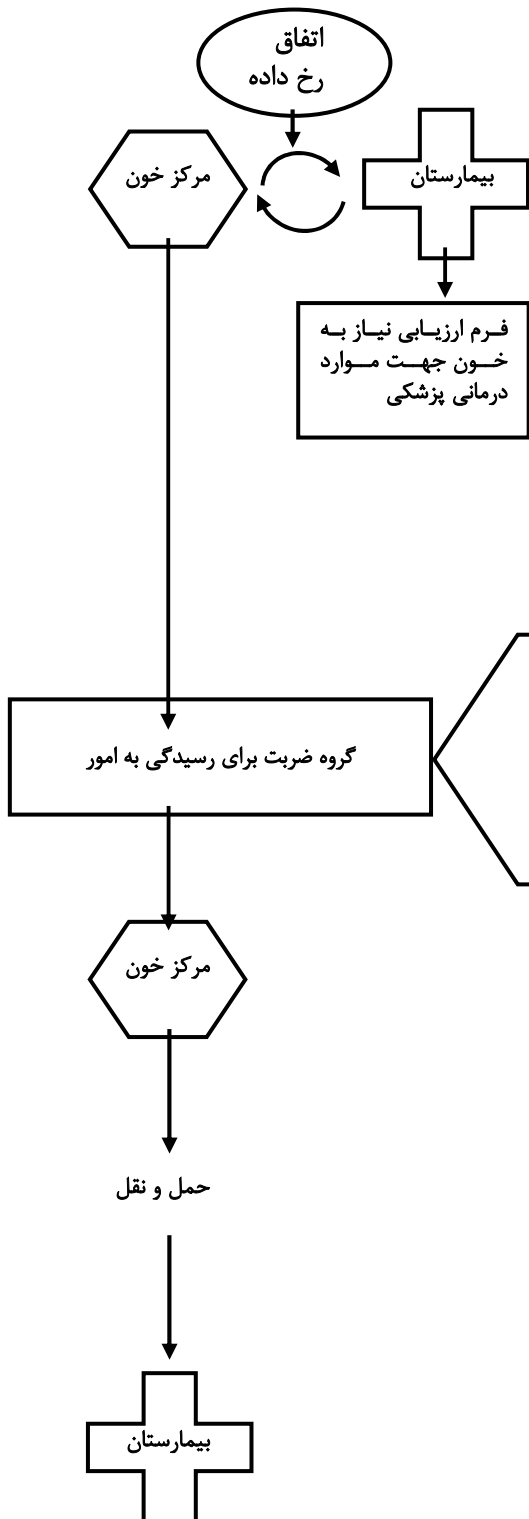 اتفاق
رخ داده
بیمارستان
مرکز خون
فرم ارزیابی نیاز به
خون جهت موارد
درمانی پزشکی
گروه ضربت برای رسیدگی به امور
مرکز خون
حمل و نقل
بیمارستان